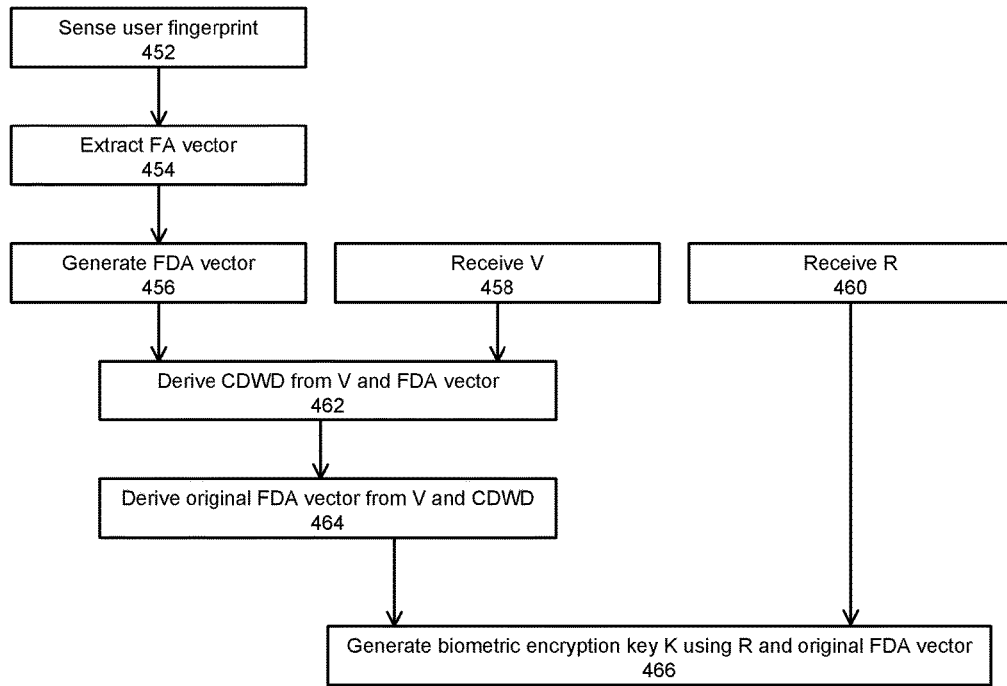 Sense user fingerprint
452
Extract FA vector
454
Generate FDA vector
456
Receive V
458
Receive R
460
Derive CDWD from V and FDA vector
462
Derive original FDA vector from V and CDWD
464
Generate biometric encryption key K using R and original FDA vector
466